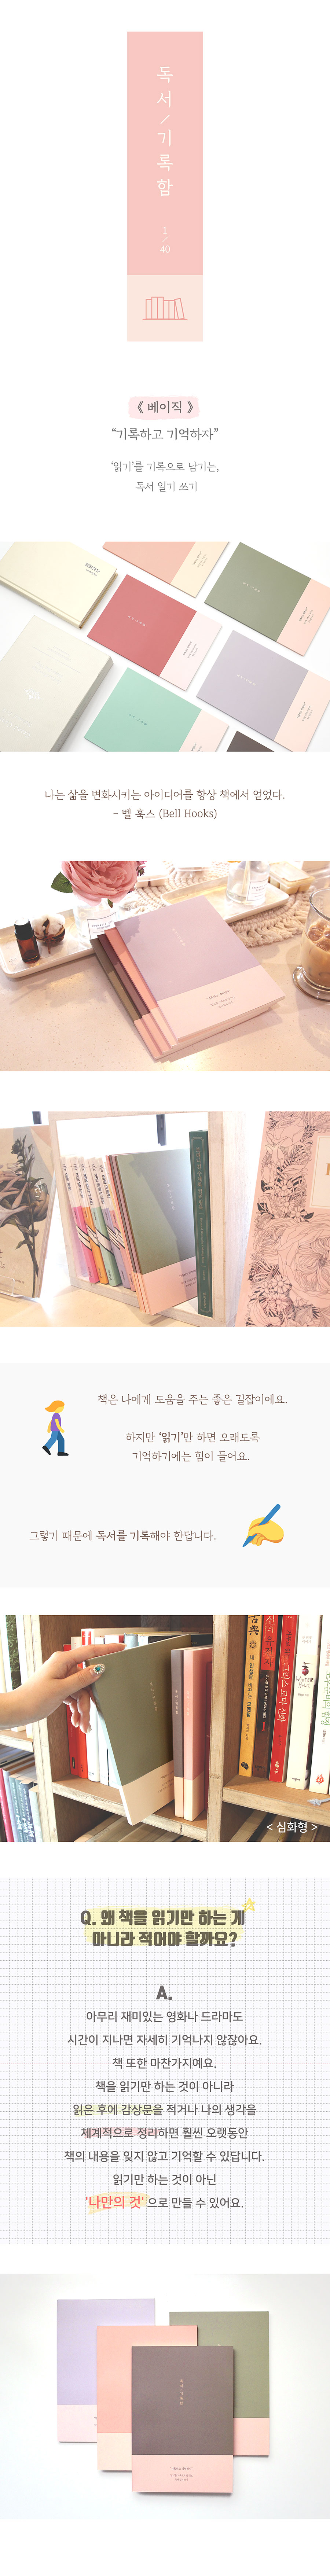 독
서
/
기
록
함
1
/
40
《 베이직 》
“기록하고 기억하자”
‘읽기’를 기록으로 남기는,
독서 일기 쓰기
나는 삶을 변화시키는 아이디어를 항상 책에서 얻었다.
- 벨 훅스 (Bell Hooks)
책은 나에게 도움을 주는 좋은 길잡이에요.
하지만 ‘읽기’만 하면 오래도록
기억하기에는 힘이 들어요.
그렇기 때문에 독서를 기록해야 한답니다.
< 심화형 >
Q. 왜 책을 읽기만 하는 게
아니라 적어야 할까요?
A.
아무리 재미있는 영화나 드라마도
시간이 지나면 자세히 기억나지 않잖아요.
책 또한 마찬가지예요.
책을 읽기만 하는 것이 아니라
읽은 후에 감상문을 적거나 나의 생각을
체계적으로 정리하면 훨씬 오랫동안
책의 내용을 잊지 않고 기억할 수 있답니다.
읽기만 하는 것이 아닌
'나만의 것' 으로 만들 수 있어요.